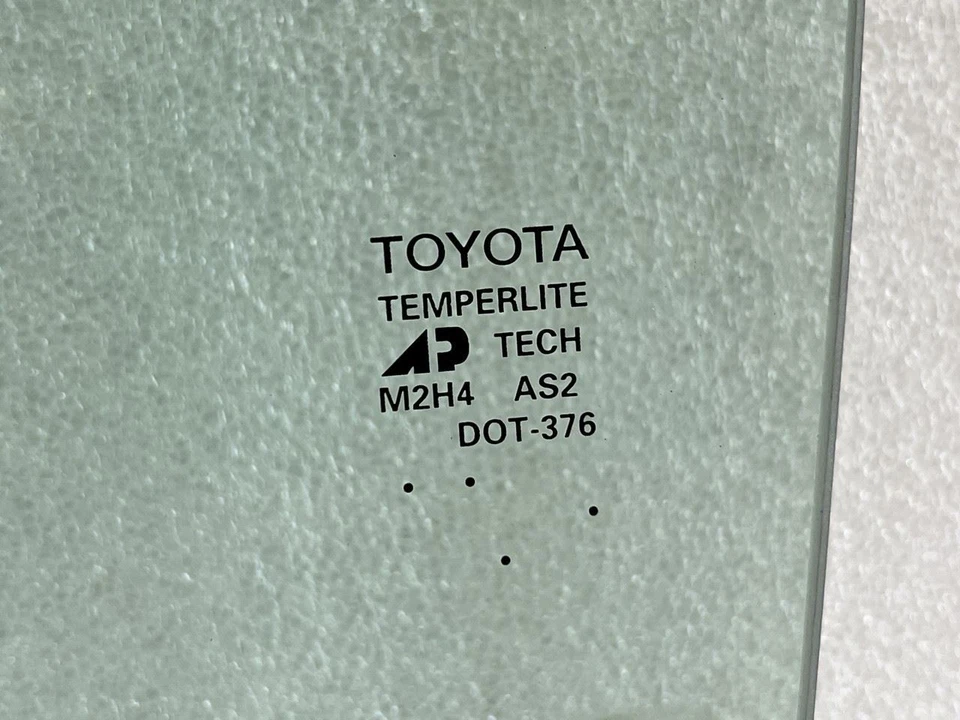 TOYOTA
TEMPERLITE
AP TECH
M2H4 AS2
DOT-376